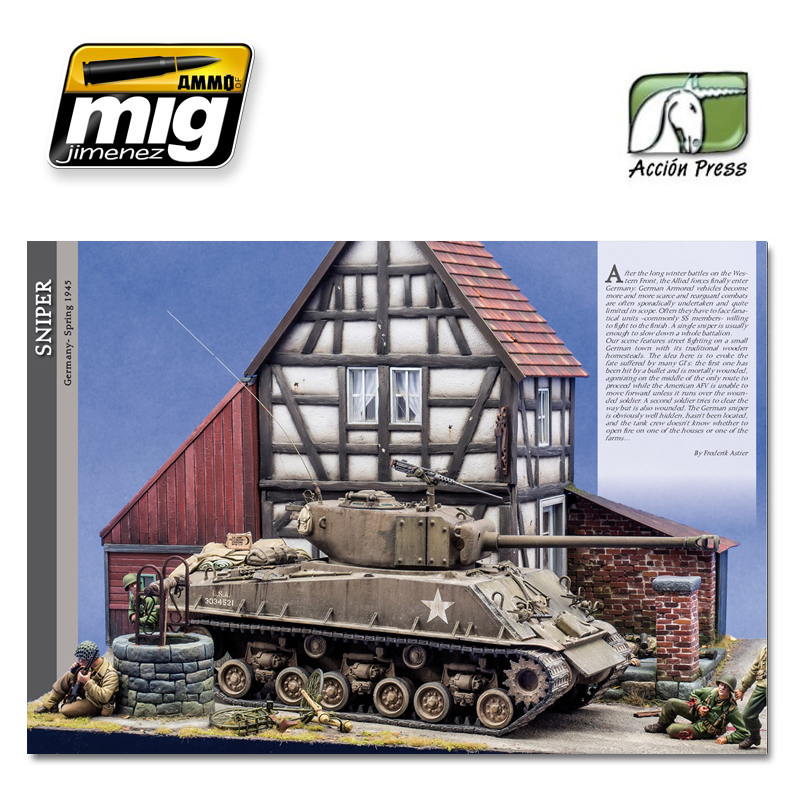 AMMO OF
mig
jimenez
Acción Press
SNIPER
Germany- Spring 1945
After the long winter battles on the Wes-
tern Front, the Allied forces finally enter
Germany. German Armored vehicles become
more and more scarce and rearguard combats
are often sporadically undertaken and quite
limited in scope. Often they have to face fana-
tical units -commonly SS members- willing
to fight to the finish. A single sniper is usually
enough to slow down a whole battalion.
Our scene features street fighting on a small
German town with its traditional wooden
homesteads. The idea here is to evoke the
fate suffered by many GI's: the first one has
been hit by a bullet and is mortally wounded,
agonizing on the middle of the only route to
proceed while the American AFV is unable to
move forward unless it runs over the woun-
ded soldier. A second soldier tries to clear the
way but is also wounded. The German sniper
is obviously well hidden, hasn't been located,
and the tank crew doesn't know whether to
open fire on one of the houses or one of the
farms...
By Frederik Astier
U.S.A.
3034521